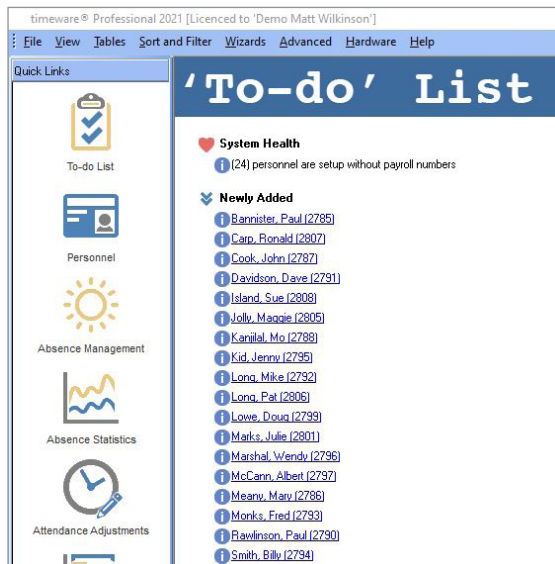 timeware® Professional 2021 [Licenced to 'Demo Matt Wilkinson']
File View Tables Sort and Filter Wizards Advanced Hardware Help
Quick Links
To-do List
Personnel
Absence Management
Absence Statistics
Attendance Adjustments
‘To-do’ List
System Health
(24) personnel are setup without payroll numbers
Newly Added
Bannister, Paul (2785)
Carp, Ronald (2807)
Cook, John (2787)
Davidson, Dave (2791)
Island, Sue (2808)
Jolly, Maggie (2805)
Kanjilal, Mo (2788)
Kid, Jenny (2795)
Long, Mike (2792)
Long, Pat (2806)
Lowe, Doug (2799)
Marks, Julie (2801)
Marshal, Wendy (2796)
McCann, Albert (2797)
Meany, Mary (2786)
Monks, Fred (2793)
Rawlinson, Paul (2790)
Smith, Billy (2794)